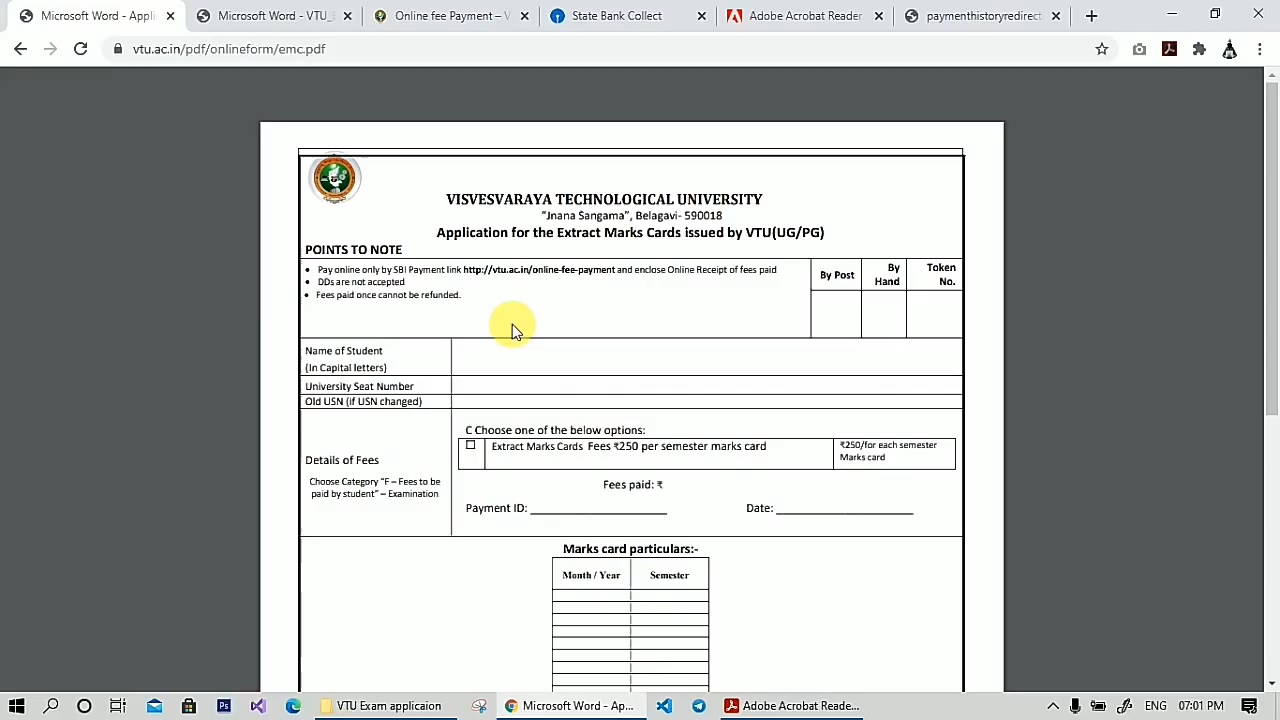 Microsoft Word - Appli
Microsoft Word - VTU_
Online fee Payment – V
State Bank Collect
Adobe Acrobat Reader
paymenthistoryredirect
vtu.ac.in/pdf/onlineform/emc.pdf
VISVESVARAYA TECHNOLOGICAL UNIVERSITY
“Jnana Sangama”, Belagavi- 590018
Application for the Extract Marks Cards issued by VTU(UG/PG)
POINTS TO NOTE
• Pay online only by SBI Payment link http://vtu.ac.in/online-fee-payment and enclose Online Receipt of fees paid
• DDs are not accepted
• Fees paid once cannot be refunded.
By Post
By Hand
Token No.
Name of Student
(In Capital letters)
University Seat Number
Old USN (if USN changed)
C Choose one of the below options:
☐ Extract Marks Cards Fees ₹250 per semester marks card
₹250/for each semester
Marks card
Details of Fees
Choose Category “F – Fees to be
paid by student” – Examination
Fees paid: ₹
Payment ID: ____________________ Date: ____________________
Marks card particulars:-
Month / Year Semester
VTU Exam applicaion
Microsoft Word - Ap...
Adobe Acrobat Reade...
ENG
07:01 PM